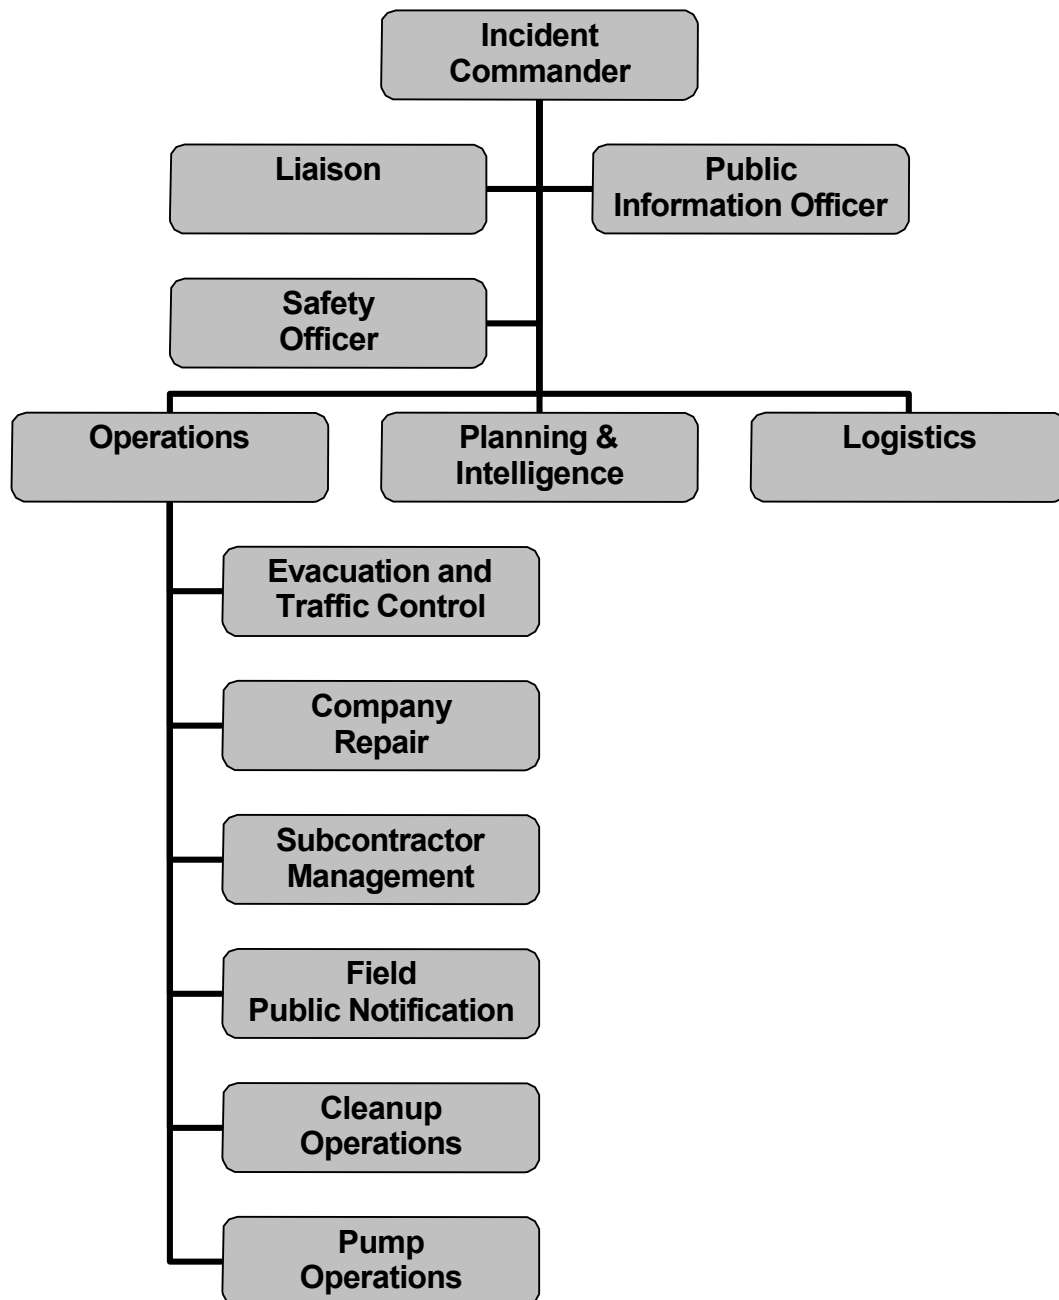 Incident
Commander
Liaison
Public
Information Officer
Safety
Officer
Operations
Planning &
Intelligence
Logistics
Evacuation and
Traffic Control
Company
Repair
Subcontractor
Management
Field
Public Notification
Cleanup
Operations
Pump
Operations